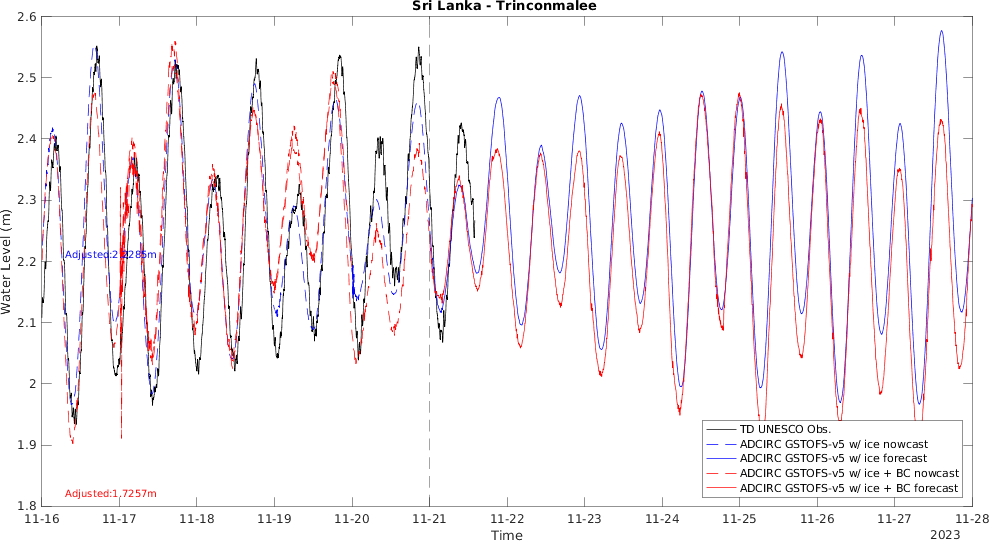 Sri Lanka - Trinconmalee
2.6
2.5
2.4
2.3
2.2
2.1
2
1.9
1.8
Water Level (m)
Adjusted:2.2285m
Adjusted:1.7257m
TD UNESCO Obs.
ADCIRC GSTOFS-v5 w/ ice nowcast
ADCIRC GSTOFS-v5 w/ ice forecast
ADCIRC GSTOFS-v5 w/ ice + BC nowcast
ADCIRC GSTOFS-v5 w/ ice + BC forecast
11-16 11-17 11-18 11-19 11-20 11-21 11-22 11-23 11-24 11-25 11-26 11-27 11-28
Time
2023